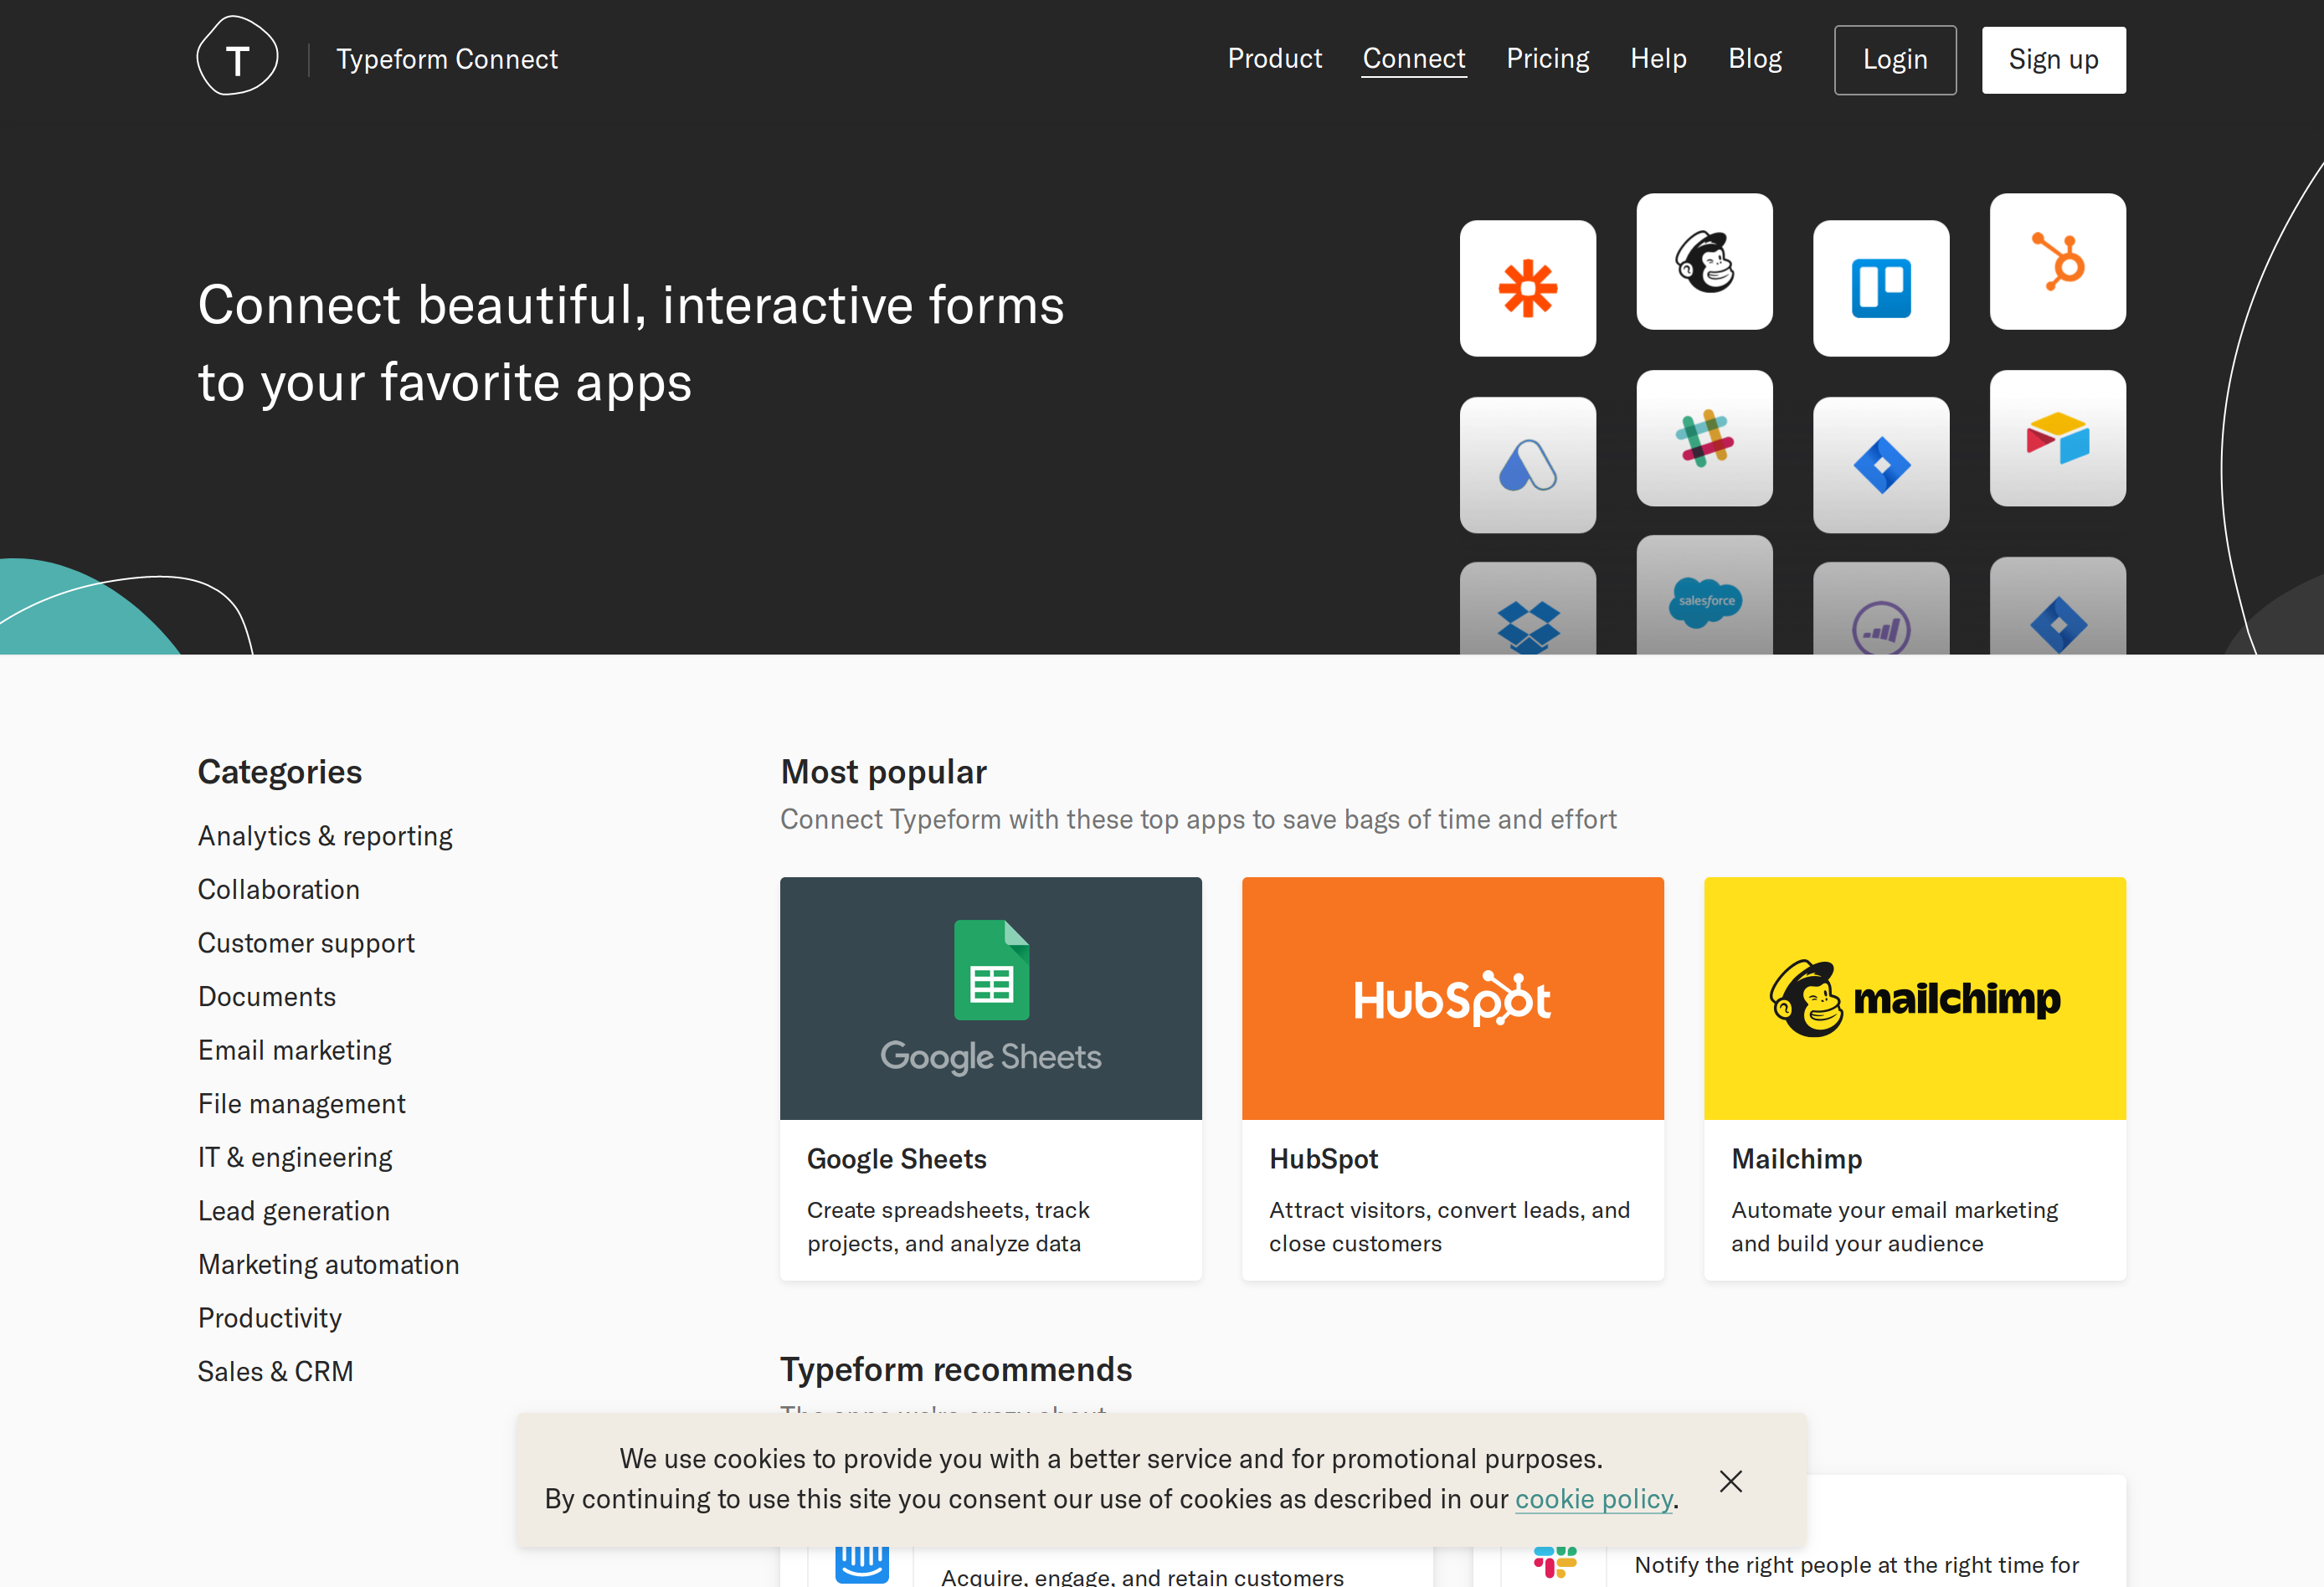 T
Typeform Connect
Product
Connect
Pricing
Help
Blog
Login
Sign up
Connect beautiful, interactive forms
to your favorite apps
salesforce
Categories
Analytics & reporting
Collaboration
Customer support
Documents
Email marketing
File management
IT & engineering
Lead generation
Marketing automation
Productivity
Sales & CRM
Most popular
Connect Typeform with these top apps to save bags of time and effort
Google Sheets
HubSpot
mailchimp
Google Sheets
Create spreadsheets, track
projects, and analyze data
HubSpot
Attract visitors, convert leads, and
close customers
Mailchimp
Automate your email marketing
and build your audience
Typeform recommends
The apps we're crazy about
We use cookies to provide you with a better service and for promotional purposes.
By continuing to use this site you consent our use of cookies as described in our cookie policy.
Acquire, engage, and retain customers
Notify the right people at the right time for